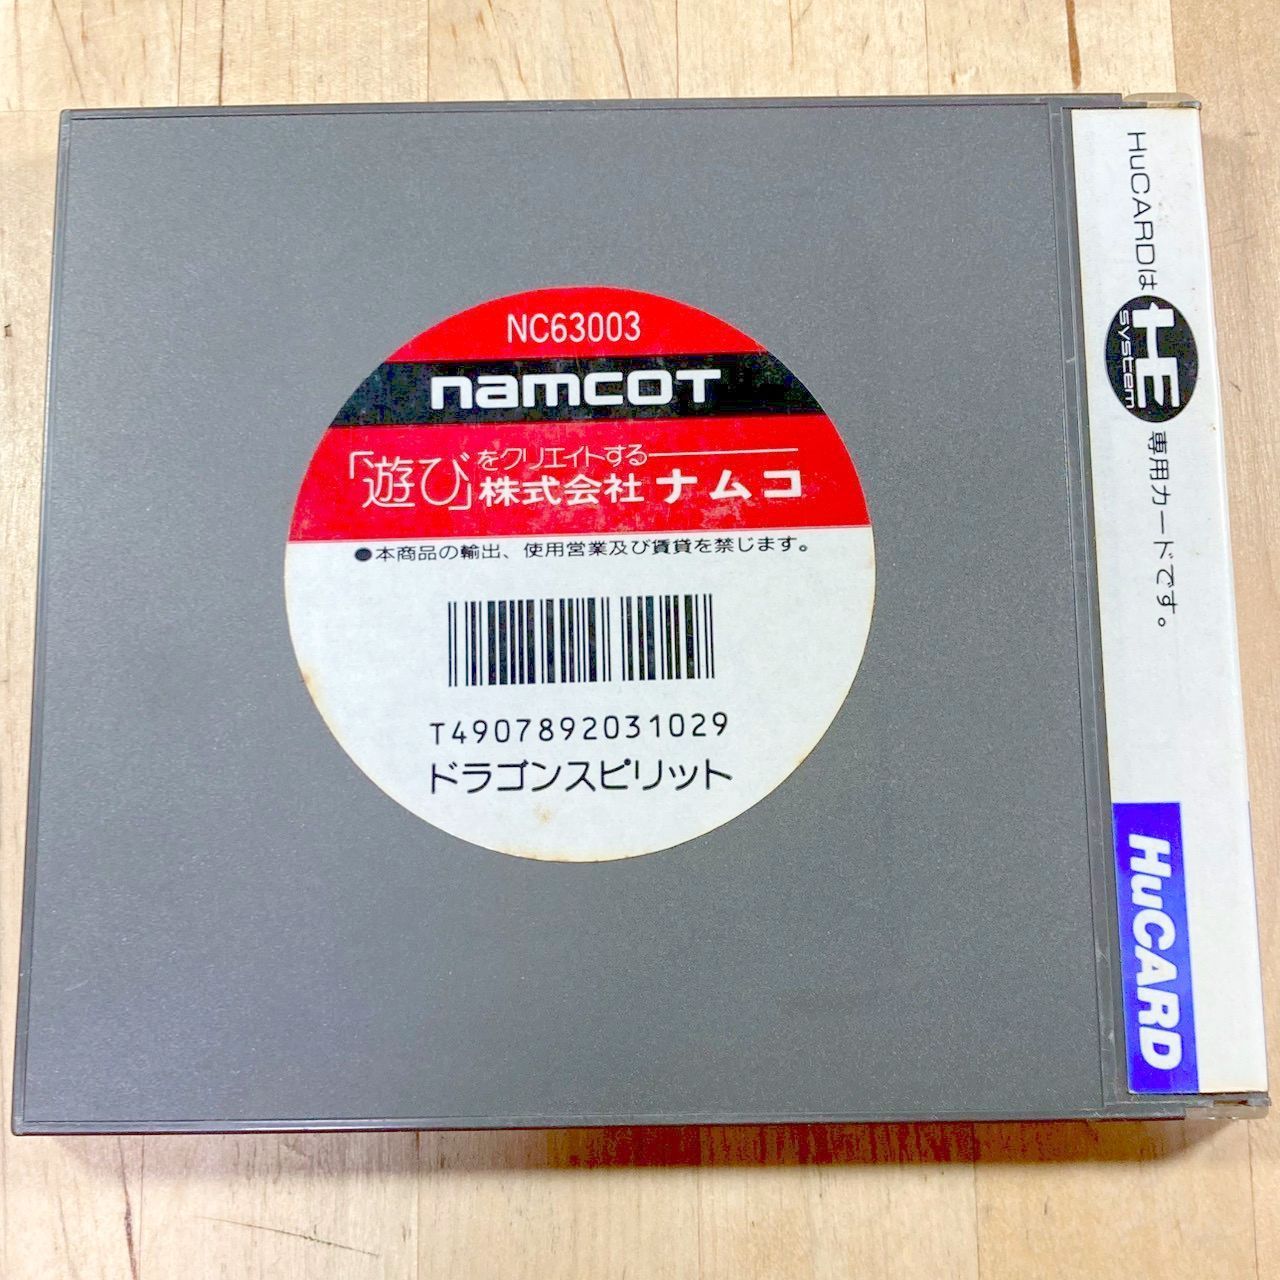 NC63003
namcot
「遊び」をクリエイトする
株式会社ナムコ
●本商品の輸出、使用営業及び賃貸を禁じます。
T4907892031029
ドラゴンスピリット
HuCARDは HE system 専用カードです。
HuCARD